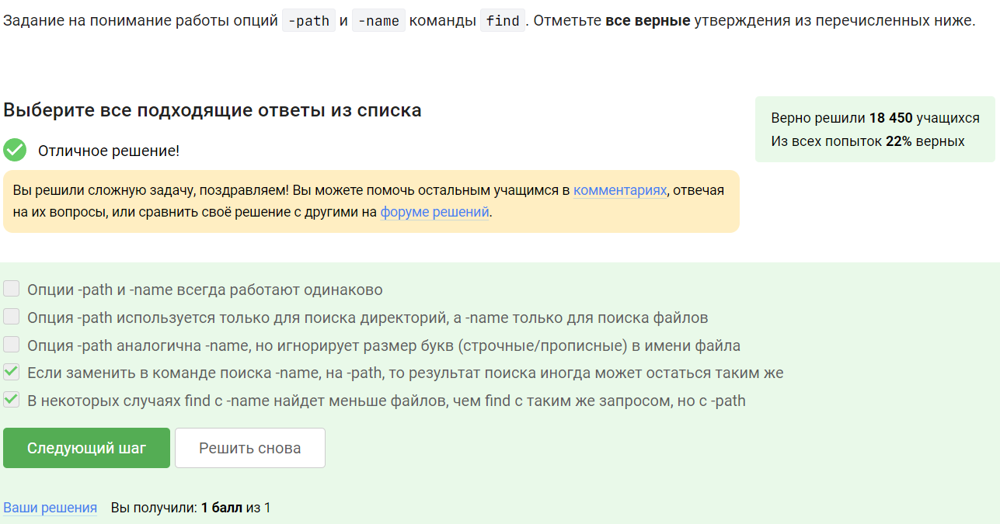 Задание на понимание работы опций -path и -name команды find. Отметьте все верные утверждения из перечисленных ниже.
Выберите все подходящие ответы из списка
Верно решили 18 450 учащихся
Из всех попыток 22% верных
Отличное решение!
Вы решили сложную задачу, поздравляем! Вы можете помочь остальным учащимся в комментариях, отвечая
на их вопросы, или сравнить своё решение с другими на форуме решений.
Опции -path и -name всегда работают одинаково
Опция -path используется только для поиска директорий, а -name только для поиска файлов
Опция -path аналогична -name, но игнорирует размер букв (строчные/прописные) в имени файла
Если заменить в команде поиска -name, на -path, то результат поиска иногда может остаться таким же
В некоторых случаях find с -name найдет меньше файлов, чем find с таким же запросом, но с -path
Следующий шаг
Решить снова
Ваши решения Вы получили: 1 балл из 1